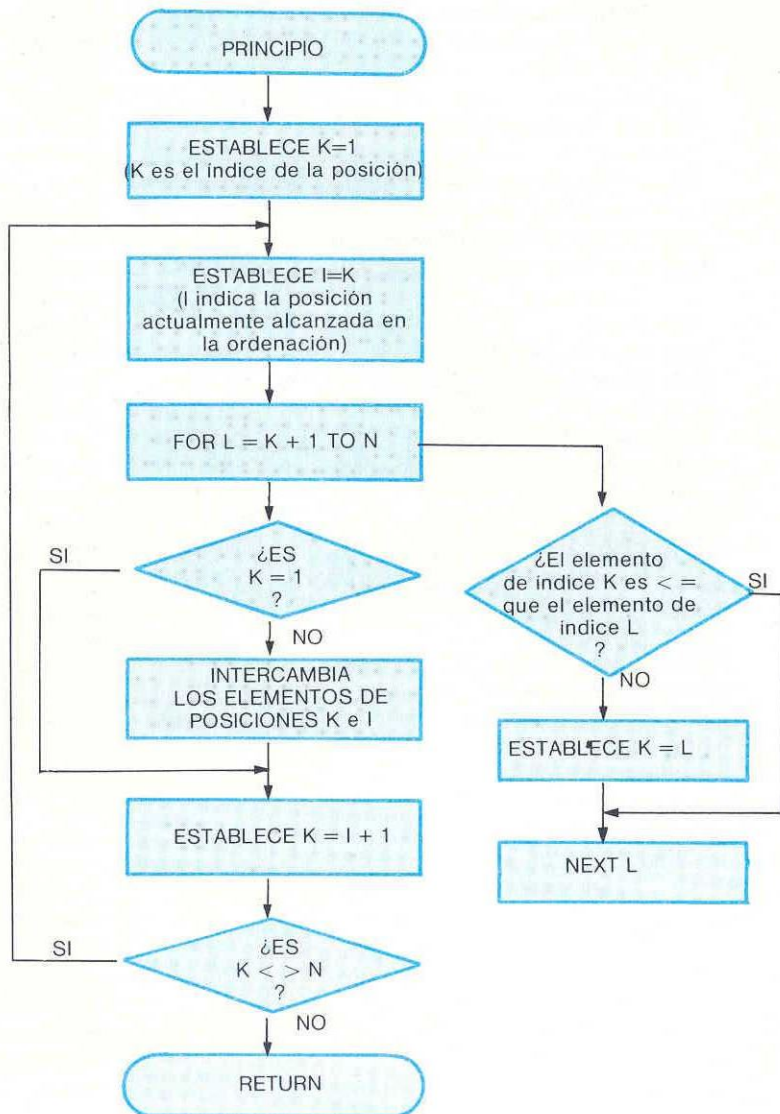 PRINCIPIO
ESTABLECE K=1
(K es el índice de la posición)
ESTABLECE I=K
(I indica la posición
actualmente alcanzada en
la ordenación)
FOR L = K + 1 TO N
¿ES
K = 1
?
SI
NO
INTERCAMBIA
LOS ELEMENTOS DE
POSICIONES K e I
ESTABLECE K = I + 1
¿ES
K < > N
?
SI
NO
RETURN
¿El elemento
de indice K es < =
que el elemento de
indice L
?
SI
NO
ESTABLECE K = L
NEXT L